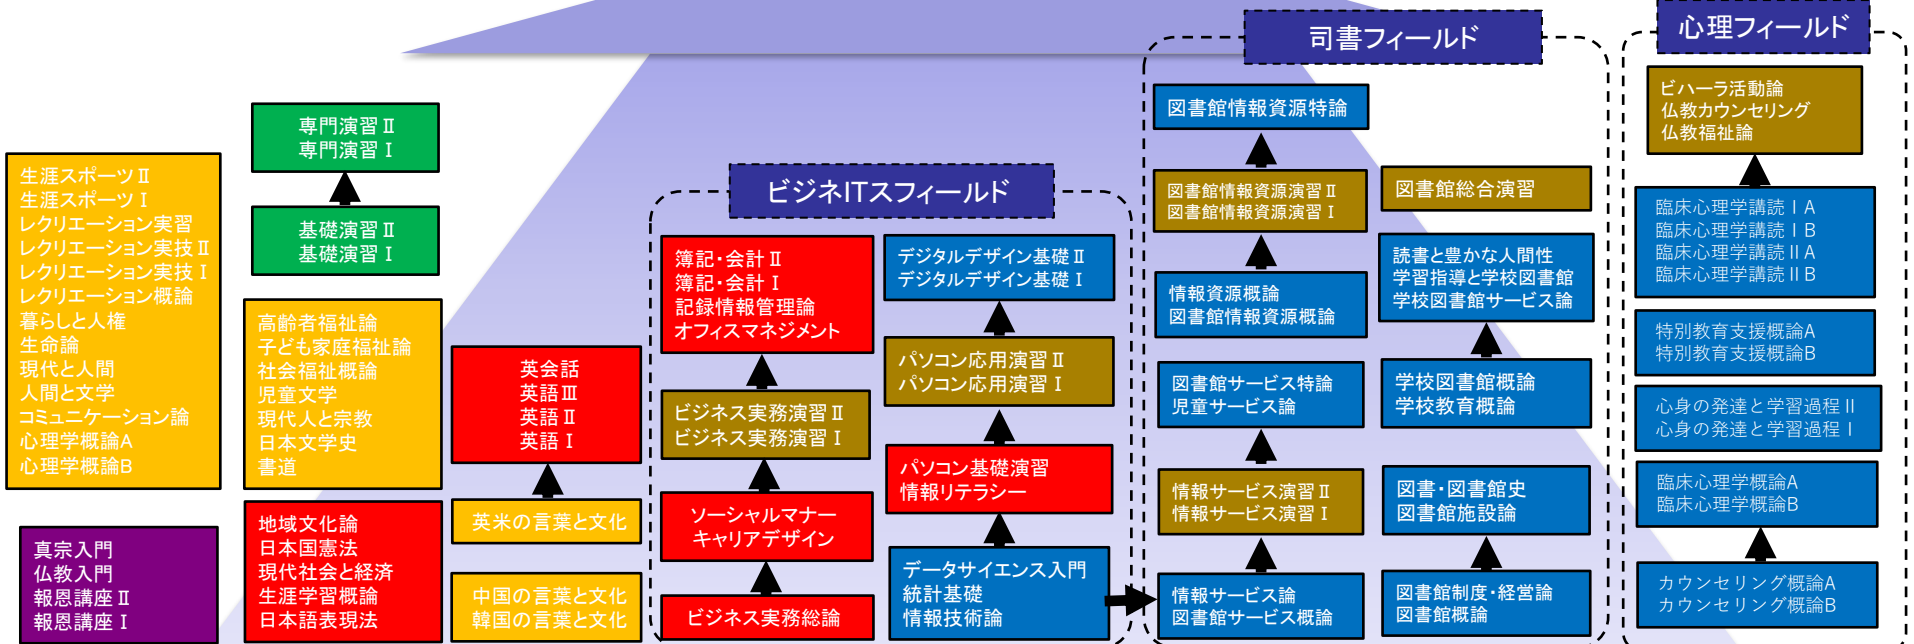 生涯スポーツⅡ
生涯スポーツⅠ
レクリエーション実習
レクリエーション実技Ⅱ
レクリエーション実技Ⅰ
レクリエーション概論
暮らしと人権
生命論
現代と人間
人間と文学
コミュニケーション論
心理学概論A
心理学概論B
真宗入門
仏教入門
報恩講座Ⅱ
報恩講座Ⅰ
専門演習Ⅱ
専門演習Ⅰ
基礎演習Ⅱ
基礎演習Ⅰ
高齢者福祉論
子ども家庭福祉論
社会福祉概論
児童文学
現代人と宗教
日本文学史
書道
地域文化論
日本国憲法
現代社会と経済
生涯学習概論
日本語表現法
英会話
英語Ⅲ
英語Ⅱ
英語Ⅰ
英米の言葉と文化
中国の言葉と文化
韓国の言葉と文化
ビジネITスフィールド
簿記・会計Ⅱ
簿記・会計Ⅰ
記録情報管理論
オフィスマネジメント
ビジネス実務演習Ⅱ
ビジネス実務演習Ⅰ
ソーシャルマナー
キャリアデザイン
ビジネス実務総論
デジタルデザイン基礎Ⅱ
デジタルデザイン基礎Ⅰ
パソコン応用演習Ⅱ
パソコン応用演習Ⅰ
パソコン基礎演習
情報リテラシー
データサイエンス入門
統計基礎
情報技術論
司書フィールド
図書館情報資源特論
図書館情報資源演習Ⅱ
図書館情報資源演習Ⅰ
情報資源概論
図書館情報資源概論
図書館サービス特論
児童サービス論
情報サービス演習Ⅱ
情報サービス演習Ⅰ
情報サービス論
図書館サービス概論
図書館総合演習
読書と豊かな人間性
学習指導と学校図書館
学校図書館サービス論
学校図書館概論
学校教育概論
図書・図書館史
図書館施設論
図書館制度・経営論
図書館概論
心理フィールド
ビハーラ活動論
仏教カウンセリング
仏教福祉論
臨床心理学講読ⅠA
臨床心理学講読ⅠB
臨床心理学講読ⅡA
臨床心理学講読ⅡB
特別教育支援概論A
特別教育支援概論B
心身の発達と学習過程Ⅱ
心身の発達と学習過程Ⅰ
臨床心理学概論A
臨床心理学概論B
カウンセリング概論A
カウンセリング概論B